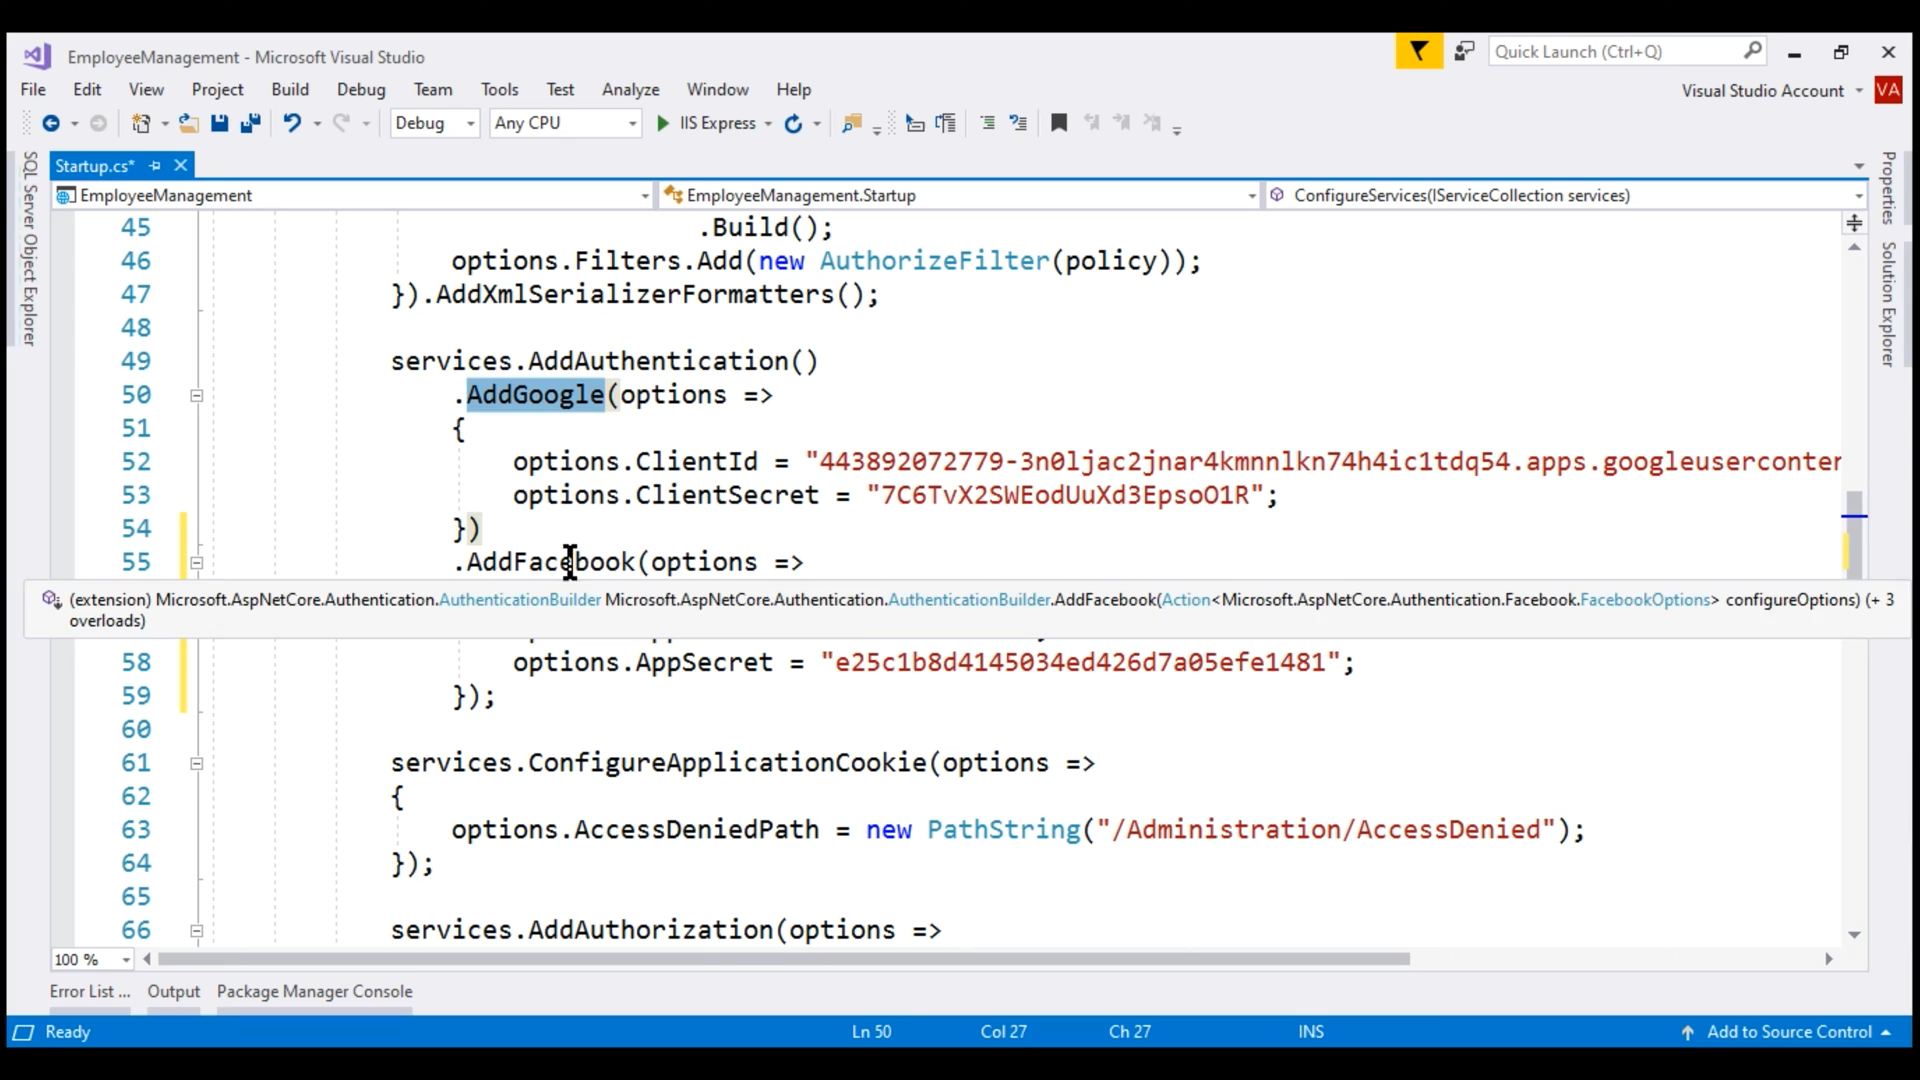 EmployeeManagement - Microsoft Visual Studio
Quick Launch (Ctrl+Q)
File Edit View Project Build Debug Team Tools Test Analyze Window Help
Visual Studio Account VA
Debug Any CPU IIS Express
Startup.cs*
EmployeeManagement EmployeeManagement.Startup ConfigureServices(IServiceCollection services)
SQL Server Object Explorer
Properties
Solution Explorer
45 .Build();
46 options.Filters.Add(new AuthorizeFilter(policy));
47 }).AddXmlSerializerFormatters();
48
49 services.AddAuthentication()
50 .AddGoogle(options =>
51 {
52 options.ClientId = "443892072779-3n0ljac2jnar4kmnnlkn74h4ic1tdq54.apps.googleuserconter
53 options.ClientSecret = "7C6TvX2SWEodUuXd3EpsoO1R";
54 })
55 .AddFacebook(options =>
(extension) Microsoft.AspNetCore.Authentication.AuthenticationBuilder Microsoft.AspNetCore.Authentication.AuthenticationBuilder.AddFacebook(Action<Microsoft.AspNetCore.Authentication.Facebook.FacebookOptions> configureOptions) (+ 3
overloads)
58 options.AppSecret = "e25c1b8d4145034ed426d7a05efe1481";
59 });
60
61 services.ConfigureApplicationCookie(options =>
62 {
63 options.AccessDeniedPath = new PathString("/Administration/AccessDenied");
64 });
65
66 services.AddAuthorization(options =>
100 %
Error List ... Output Package Manager Console
Ready Ln 50 Col 27 Ch 27 INS Add to Source Control